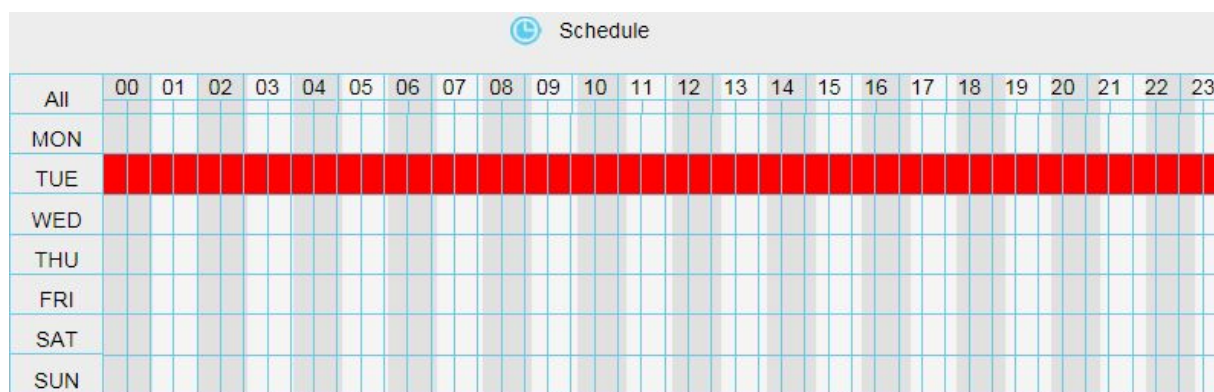 Schedule
All 00 01 02 03 04 05 06 07 08 09 10 11 12 13 14 15 16 17 18 19 20 21 22 23
MON
TUE
WED
THU
FRI
SAT
SUN